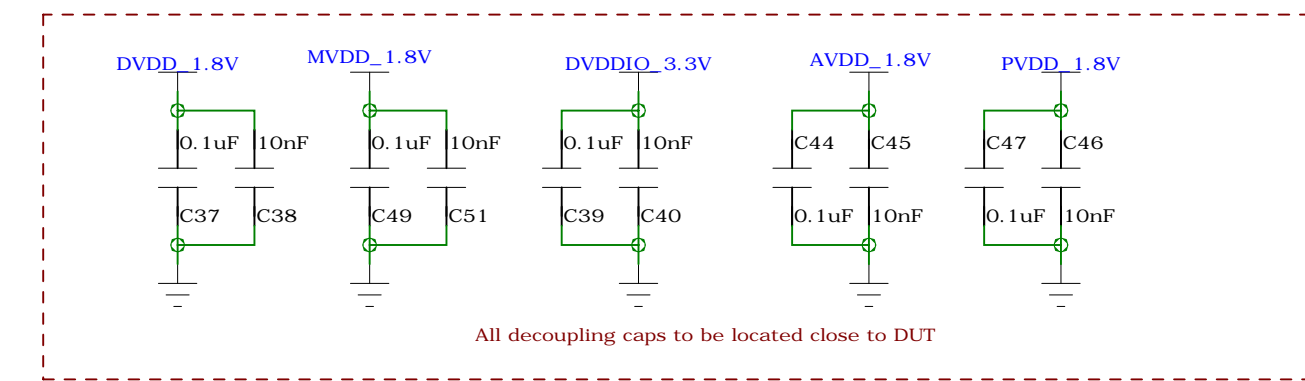 DVDD_1.8V
MVDD_1.8V
DVDDIO_3.3V
AVDD_1.8V
PVDD_1.8V
0.1uF 10nF
0.1uF 10nF
0.1uF 10nF
C44 C45
C47 C46
C37 C38
C49 C51
C39 C40
0.1uF 10nF
0.1uF 10nF
All decoupling caps to be located close to DUT